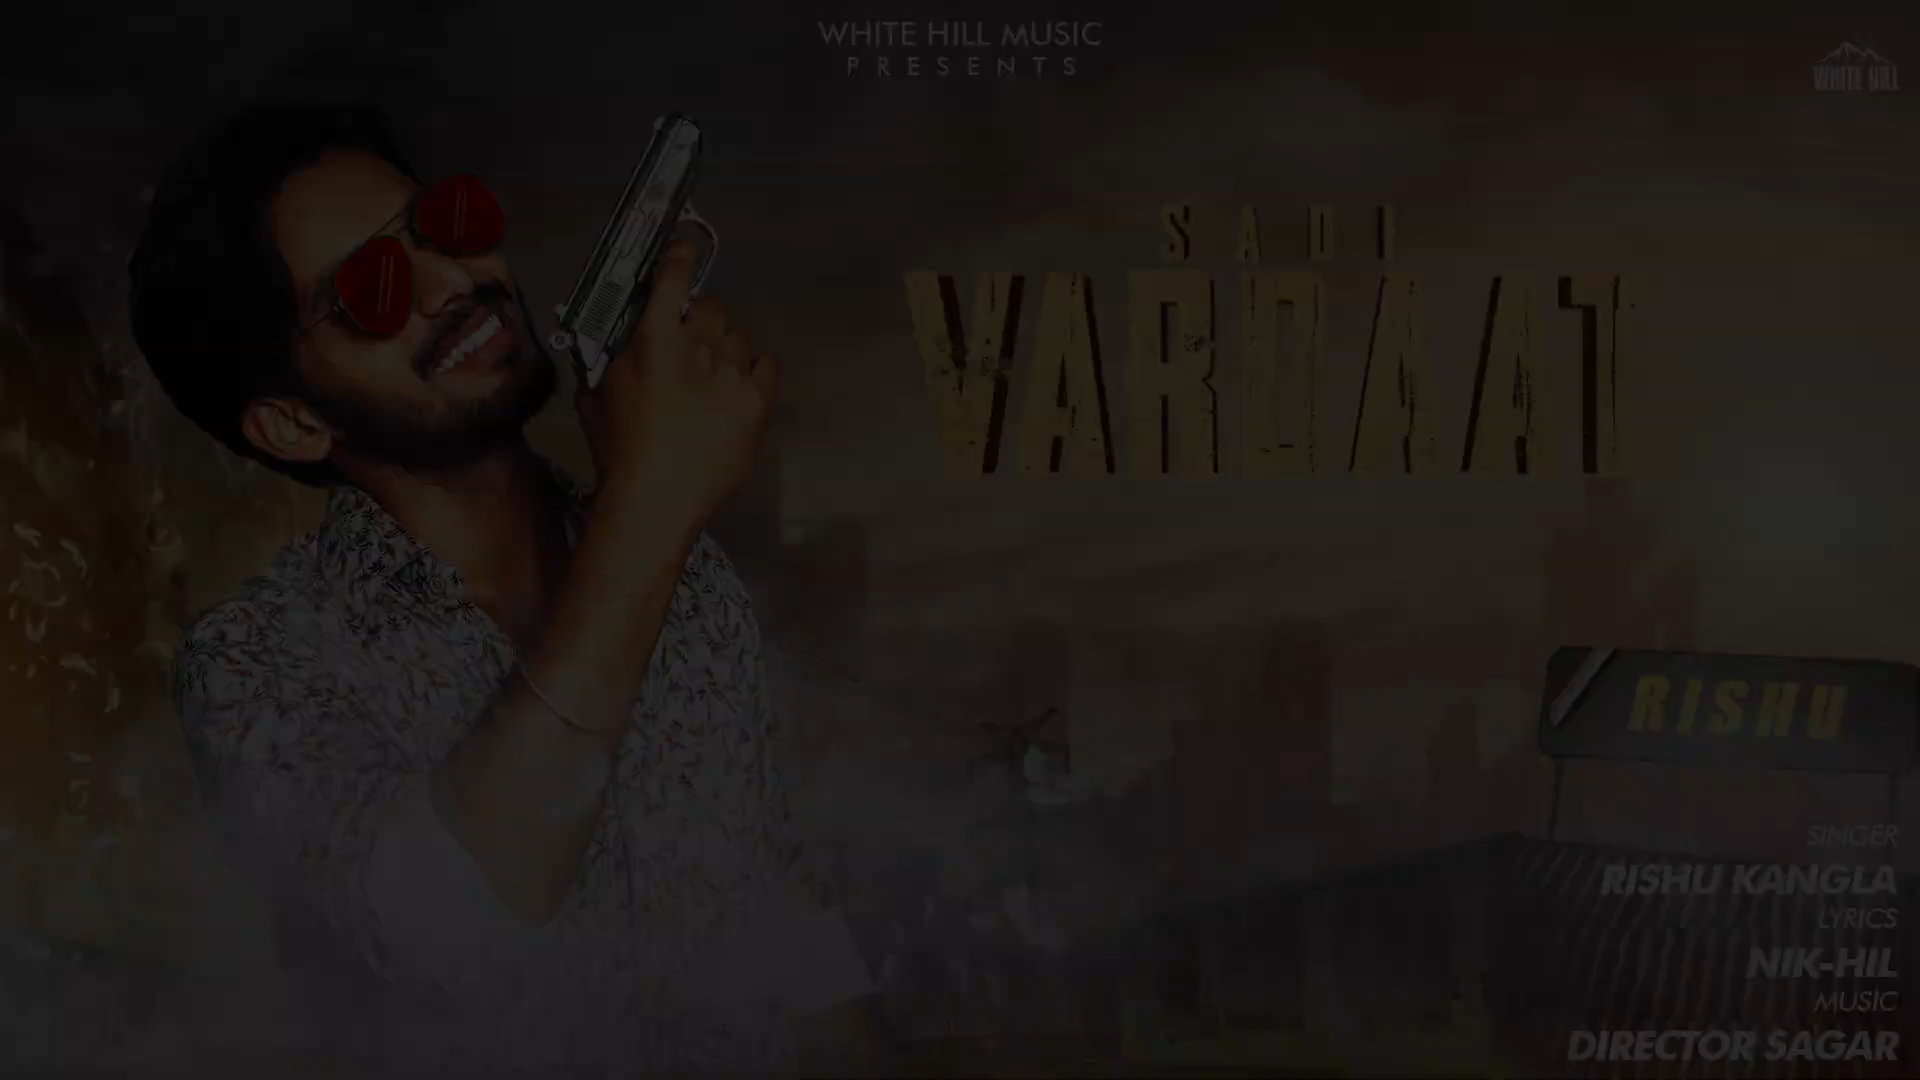 WHITE HILL MUSIC
PRESENTS
WHITE HILL
SADI
VARDAAT
RISHU
SINGER
RISHU KANGLA
LYRICS
NIK-HIL
MUSIC
DIRECTOR SAGAR